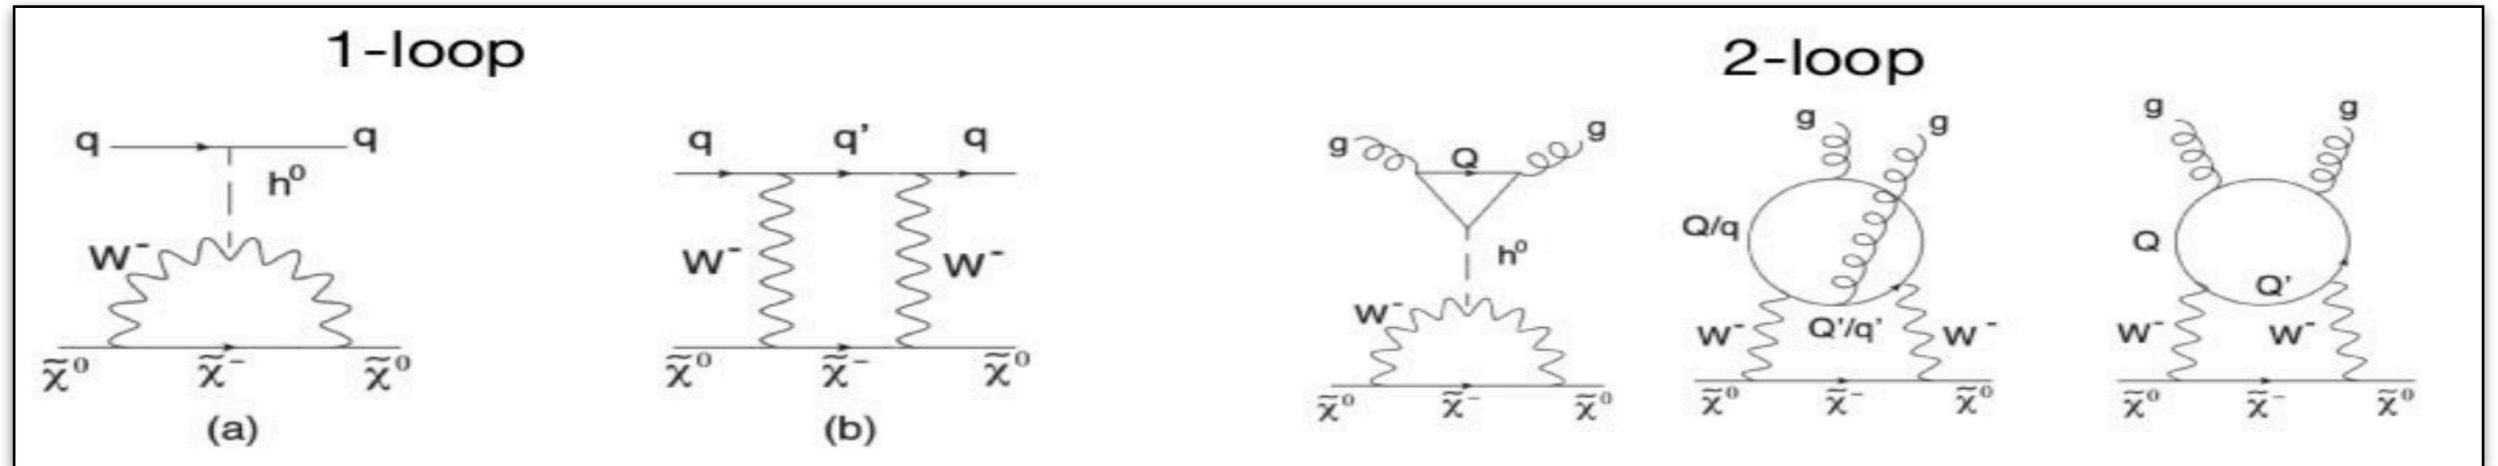 1-loop
2-loop
q q
h⁰
W⁻
χ̃⁰ χ̃⁻ χ̃⁰
(a)
q q' q
W⁻ W⁻
χ̃⁰ χ̃⁻ χ̃⁰
(b)
g Q g
h⁰
W⁻
χ̃⁰ χ̃⁻ χ̃⁰
g g
Q/q
W⁻ Q'/q' W⁻
χ̃⁰ χ̃⁻ χ̃⁰
g g
Q
Q'
W⁻ W⁻
χ̃⁰ χ̃⁻ χ̃⁰